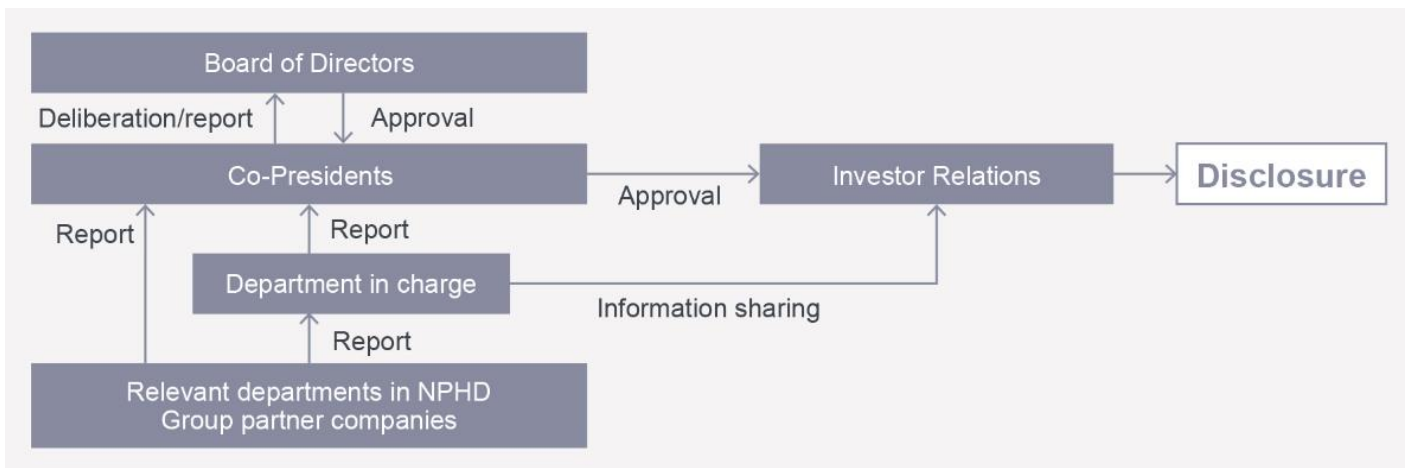 Board of Directors
Deliberation/report
Approval
Co-Presidents
Approval
Investor Relations
Disclosure
Report
Report
Department in charge
Information sharing
Report
Relevant departments in NPHD
Group partner companies